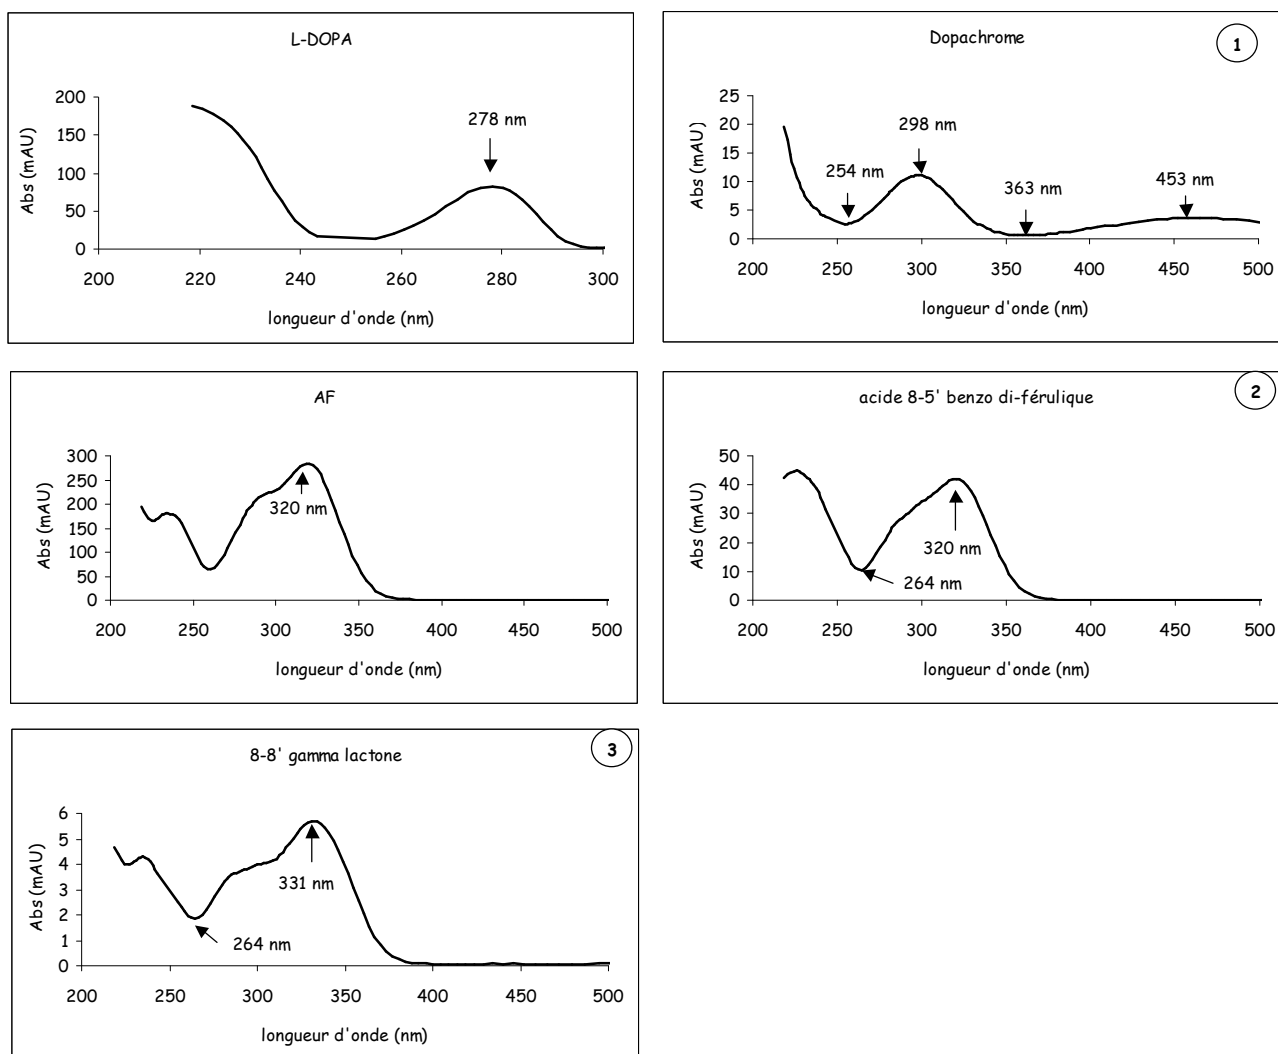 L-DOPA
Abs (mAU)
200
150
100
50
0
278 nm
200 220 240 260 280 300
longueur d'onde (nm)
Dopachrome
1
Abs (mAU)
25
20
15
10
5
0
254 nm
298 nm
363 nm
453 nm
200 250 300 350 400 450 500
longueur d'onde (nm)
AF
Abs (mAU)
300
250
200
150
100
50
0
320 nm
200 250 300 350 400 450 500
longueur d'onde (nm)
acide 8-5' benzo di-férulique
2
Abs (mAU)
50
40
30
20
10
0
320 nm
264 nm
200 250 300 350 400 450 500
longueur d'onde (nm)
8-8' gamma lactone
3
Abs (mAU)
6
5
4
3
2
1
0
331 nm
264 nm
200 250 300 350 400 450 500
longueur d'onde (nm)